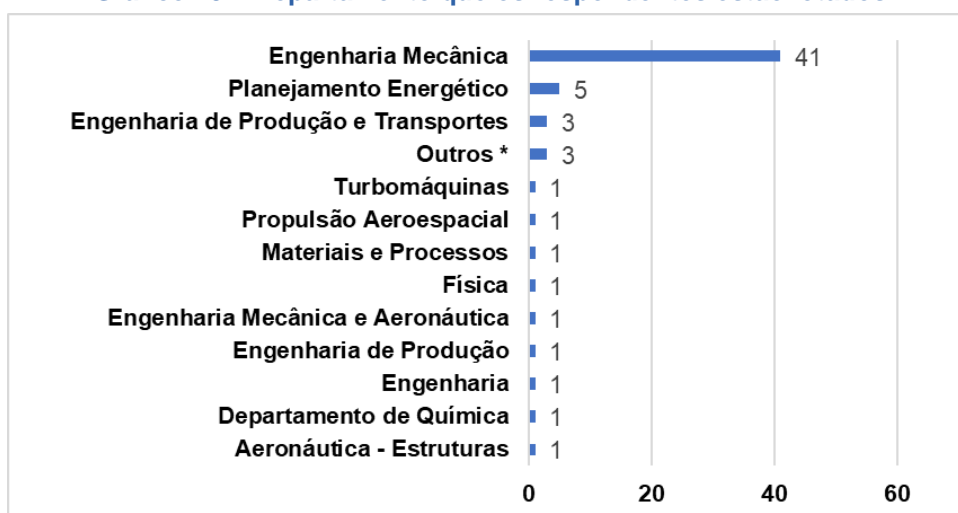 Engenharia Mecânica 41
Planejamento Energético 5
Engenharia de Produção e Transportes 3
Outros * 3
Turbomáquinas 1
Propulsão Aeroespacial 1
Materiais e Processos 1
Física 1
Engenharia Mecânica e Aeronáutica 1
Engenharia de Produção 1
Engenharia 1
Departamento de Química 1
Aeronáutica - Estruturas 1
0 20 40 60